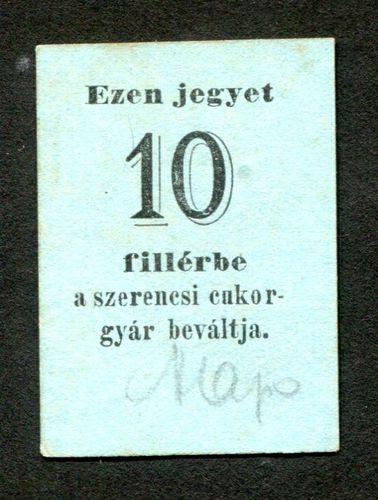 Ezen jegyet
10
fillérbe
a szerencsi cukor-
gyár beváltja.